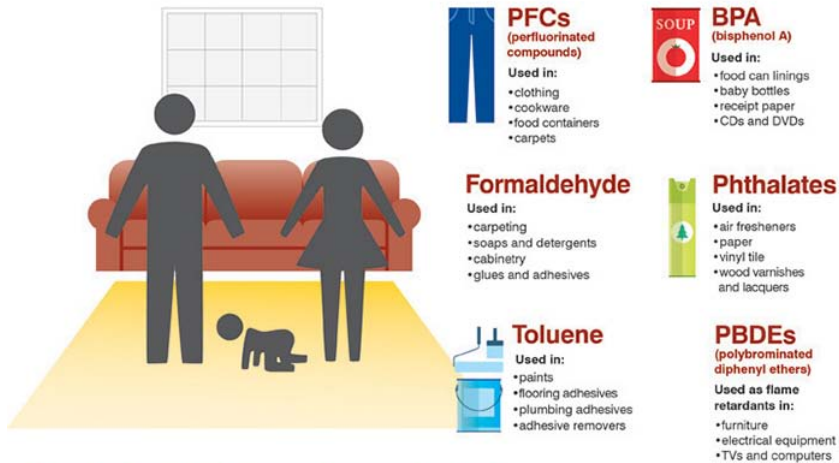 PFCs
(perfluorinated
compounds)
Used in:
•clothing
•cookware
•food containers
•carpets
SOUP
BPA
(bisphenol A)
Used in:
•food can linings
•baby bottles
•receipt paper
•CDs and DVDs
Formaldehyde
Used in:
•carpeting
•soaps and detergents
•cabinetry
•glues and adhesives
Phthalates
Used in:
•air fresheners
•paper
•vinyl tile
•wood varnishes
and lacquers
Toluene
Used in:
•paints
•flooring adhesives
•plumbing adhesives
•adhesive removers
PBDEs
(polybrominated
diphenyl ethers)
Used as flame
retardants in:
•furniture
•electrical equipment
•TVs and computers